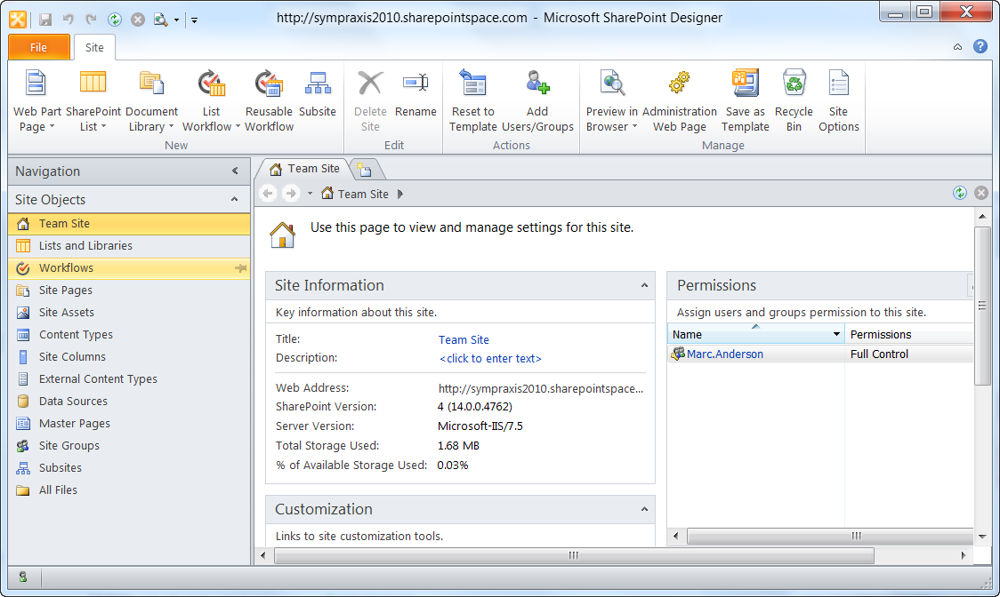 http://sympraxis2010.sharepointspace.com - Microsoft SharePoint Designer
File
Site
Web Part Page
SharePoint List
Document Library
List Workflow
Reusable Workflow
Subsite
New
Delete Site
Rename
Edit
Reset to Template
Add Users/Groups
Actions
Preview in Browser
Administration Web Page
Save as Template
Recycle Bin
Site Options
Manage
Navigation
Site Objects
Team Site
Lists and Libraries
Workflows
Site Pages
Site Assets
Content Types
Site Columns
External Content Types
Data Sources
Master Pages
Site Groups
Subsites
All Files
Team Site
Team Site
Use this page to view and manage settings for this site.
Site Information
Key information about this site.
Title: Team Site
Description: <click to enter text>
Web Address: http://sympraxis2010.sharepointspace...
SharePoint Version: 4 (14.0.0.4762)
Server Version: Microsoft-IIS/7.5
Total Storage Used: 1.68 MB
% of Available Storage Used: 0.03%
Customization
Links to site customization tools.
Permissions
Assign users and groups permission to this site.
Name Permissions
Marc.Anderson Full Control